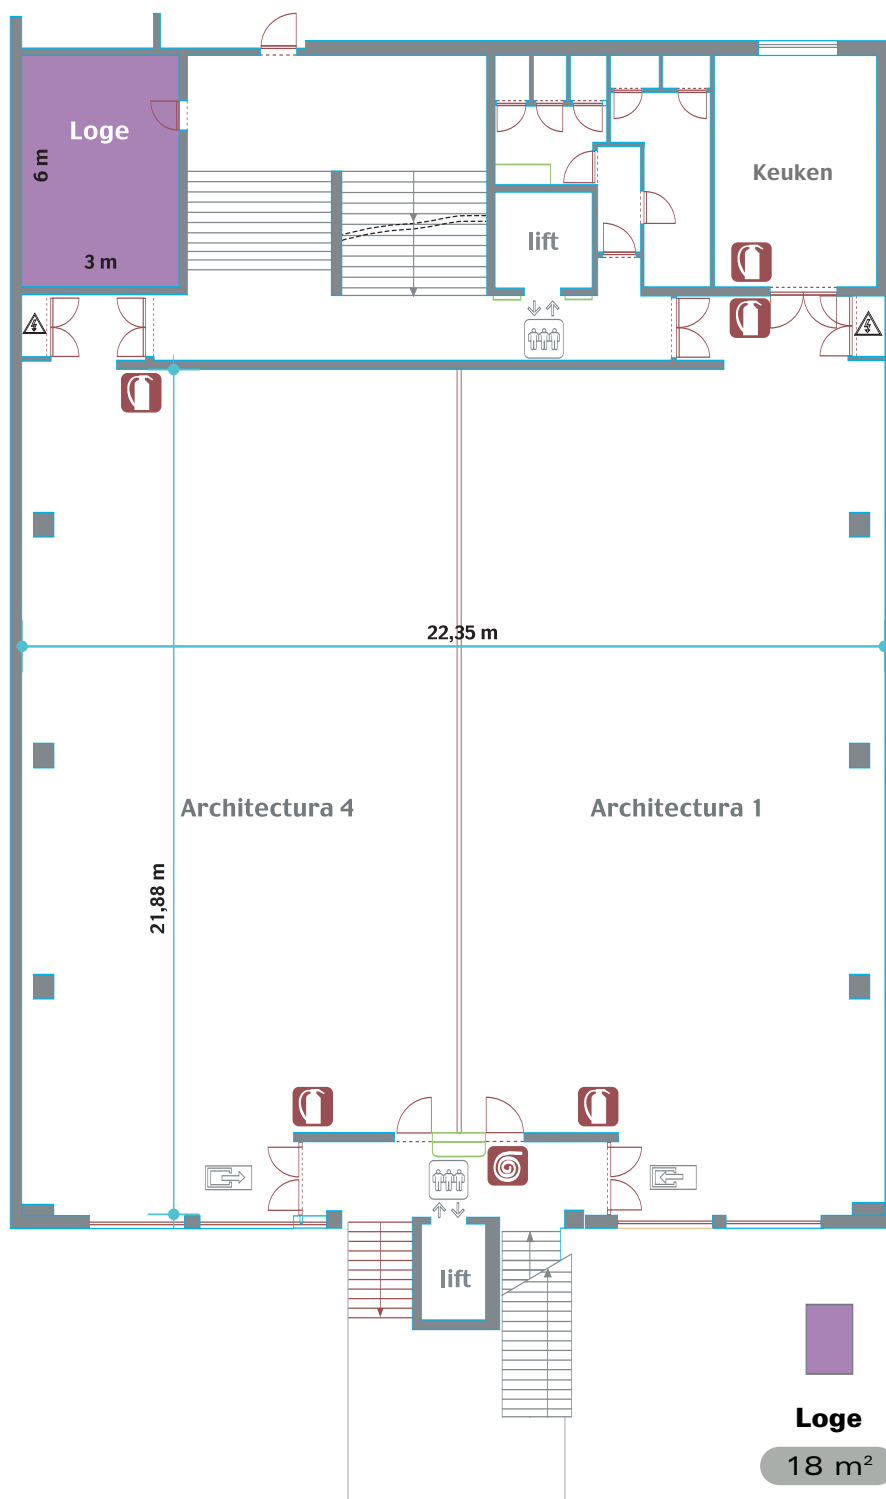 Loge
6 m
3 m
Keuken
lift
22,35 m
Architectura 4
Architectura 1
21,88 m
lift
Loge
18 m²